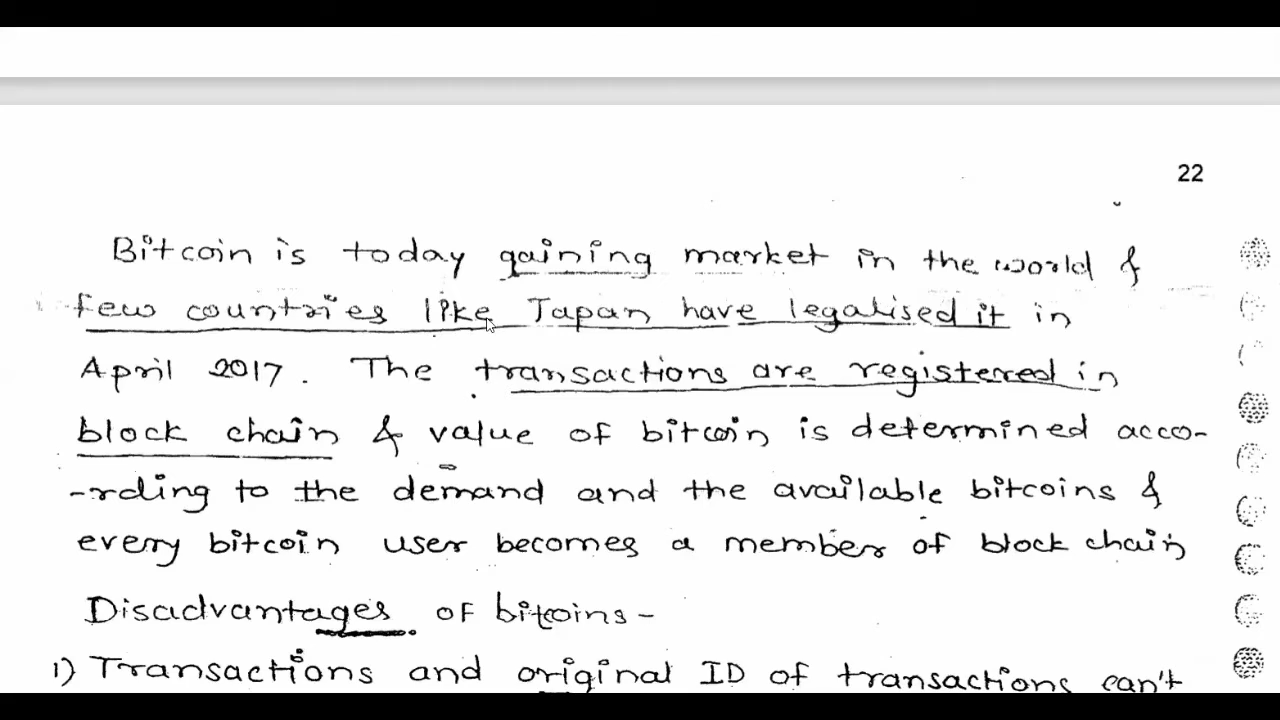 22
Bitcoin is today gaining market in the world &
few countries like Japan have legalised it in
April 2017. The transactions are registered in
block chain & value of bitcoin is determined acco-
-rding to the demand and the available bitcoins &
every bitcoin user becomes a member of block chain
Disadvantages of bitcoins -
1) Transactions and original ID of transactions can't